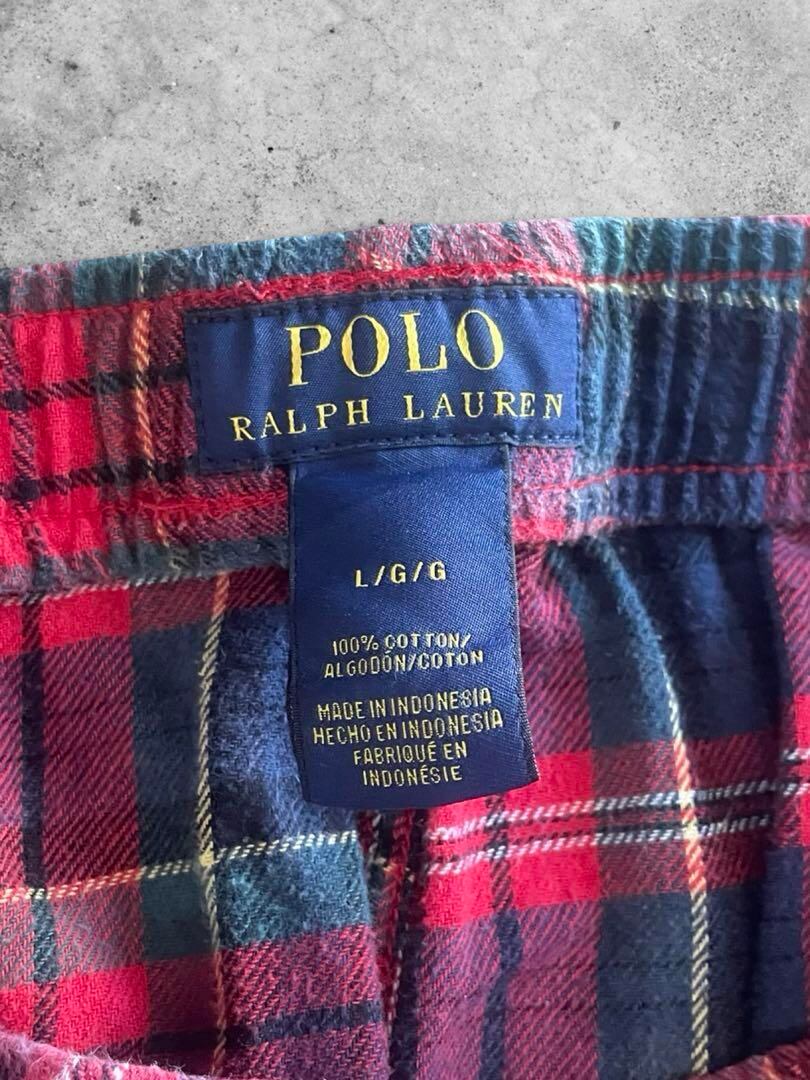 POLO
RALPH LAUREN
L/G/G
100% COTTON/
ALGODÓN/COTON
MADE IN INDONESIA
HECHO EN INDONESIA
FABRIQUÉ EN
INDONÉSIE